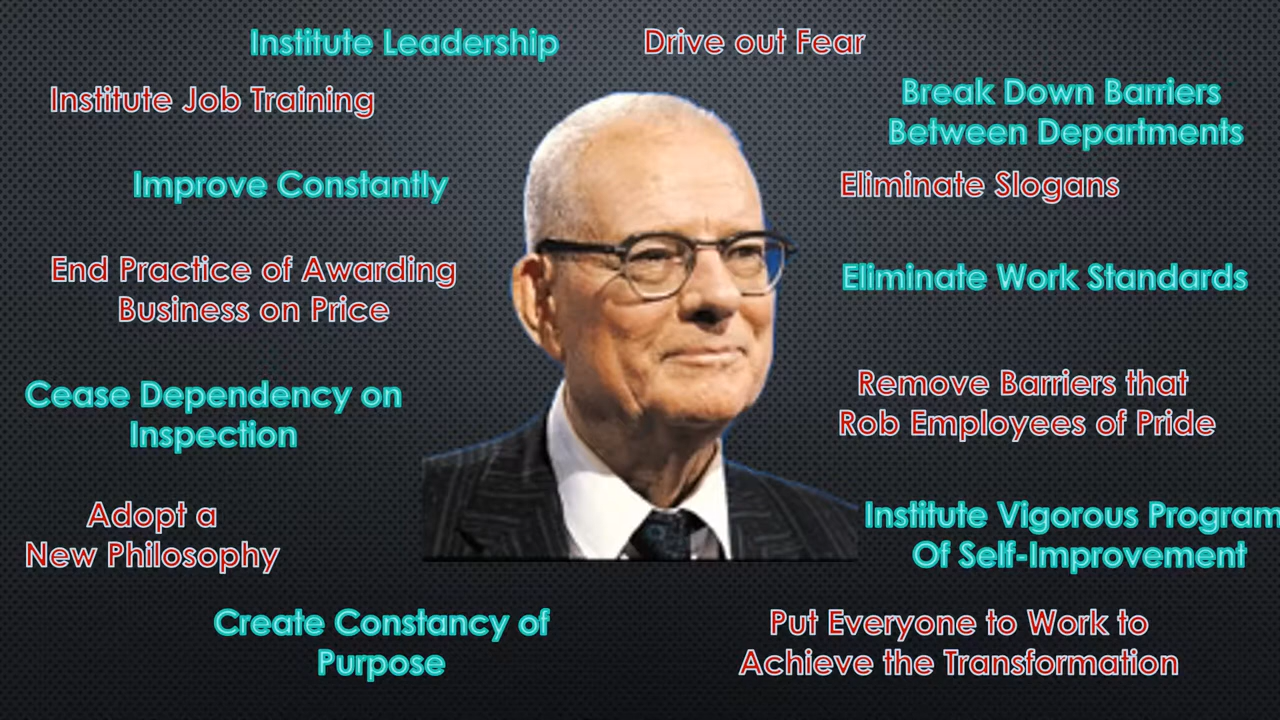 Institute Leadership
Drive out Fear
Institute Job Training
Break Down Barriers
Between Departments
Improve Constantly
Eliminate Slogans
End Practice of Awarding
Business on Price
Eliminate Work Standards
Cease Dependency on
Inspection
Remove Barriers that
Rob Employees of Pride
Adopt a
New Philosophy
Institute Vigorous Program
Of Self-Improvement
Create Constancy of
Purpose
Put Everyone to Work to
Achieve the Transformation